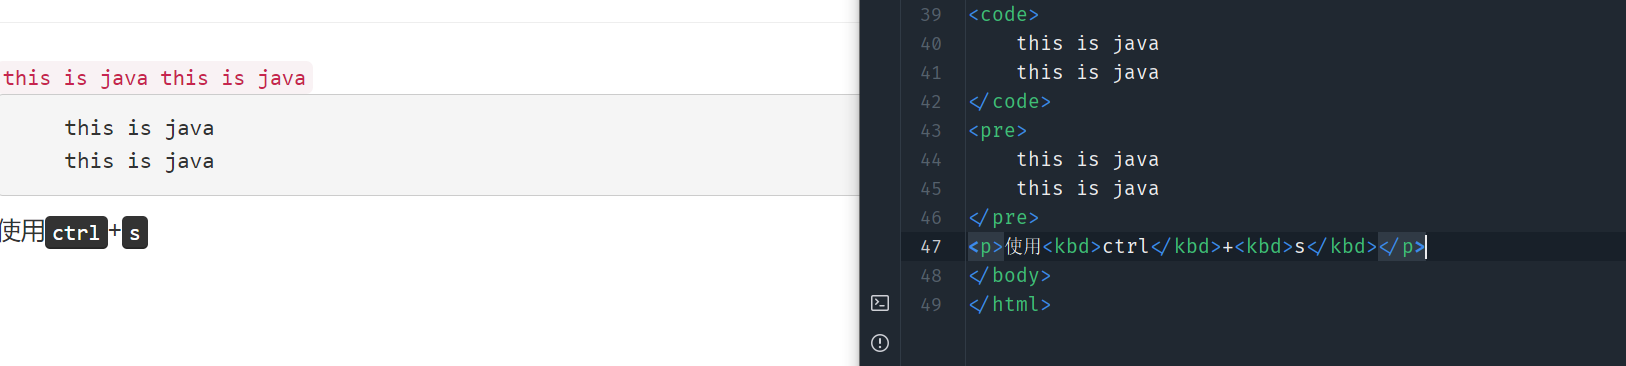 this is java this is java
this is java
this is java
使用ctrl+s
39 <code>
40 this is java
41 this is java
42 </code>
43 <pre>
44 this is java
45 this is java
46 </pre>
47 <p>使用<kbd>ctrl</kbd>+<kbd>s</kbd></p>
48 </body>
49 </html>